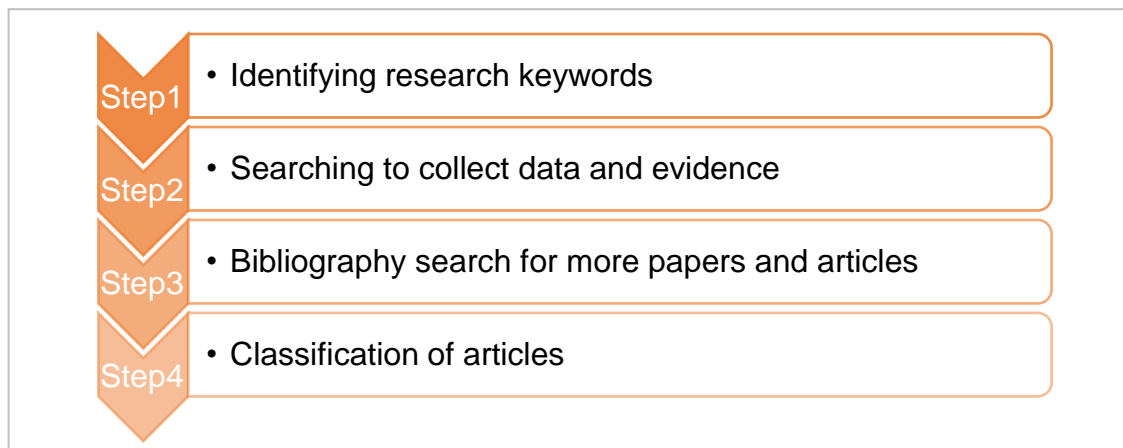 Step1
• Identifying research keywords
Step2
• Searching to collect data and evidence
Step3
• Bibliography search for more papers and articles
Step4
• Classification of articles